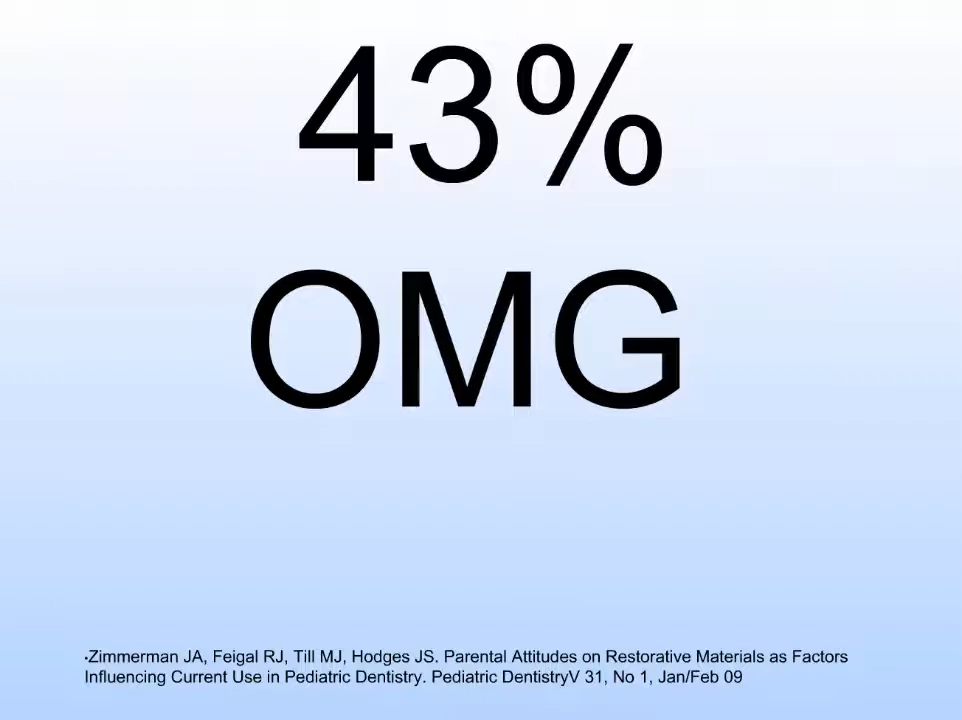 43%
OMG
•Zimmerman JA, Feigal RJ, Till MJ, Hodges JS. Parental Attitudes on Restorative Materials as Factors
Influencing Current Use in Pediatric Dentistry. Pediatric DentistryV 31, No 1, Jan/Feb 09